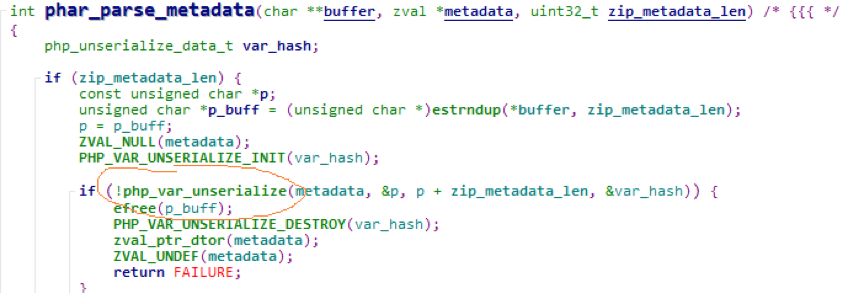 int phar_parse_metadata(char **buffer, zval *metadata, uint32_t zip_metadata_len) /* {{{ */
{
    php_unserialize_data_t var_hash;

    if (zip_metadata_len) {
        const unsigned char *p;
        unsigned char *p_buff = (unsigned char *)estrndup(*buffer, zip_metadata_len);
        p = p_buff;
        ZVAL_NULL(metadata);
        PHP_VAR_UNSERIALIZE_INIT(var_hash);

        if (!php_var_unserialize(metadata, &p, p + zip_metadata_len, &var_hash)) {
            efree(p_buff);
            PHP_VAR_UNSERIALIZE_DESTROY(var_hash);
            zval_ptr_dtor(metadata);
            ZVAL_UNDEF(metadata);
            return FAILURE;
        }